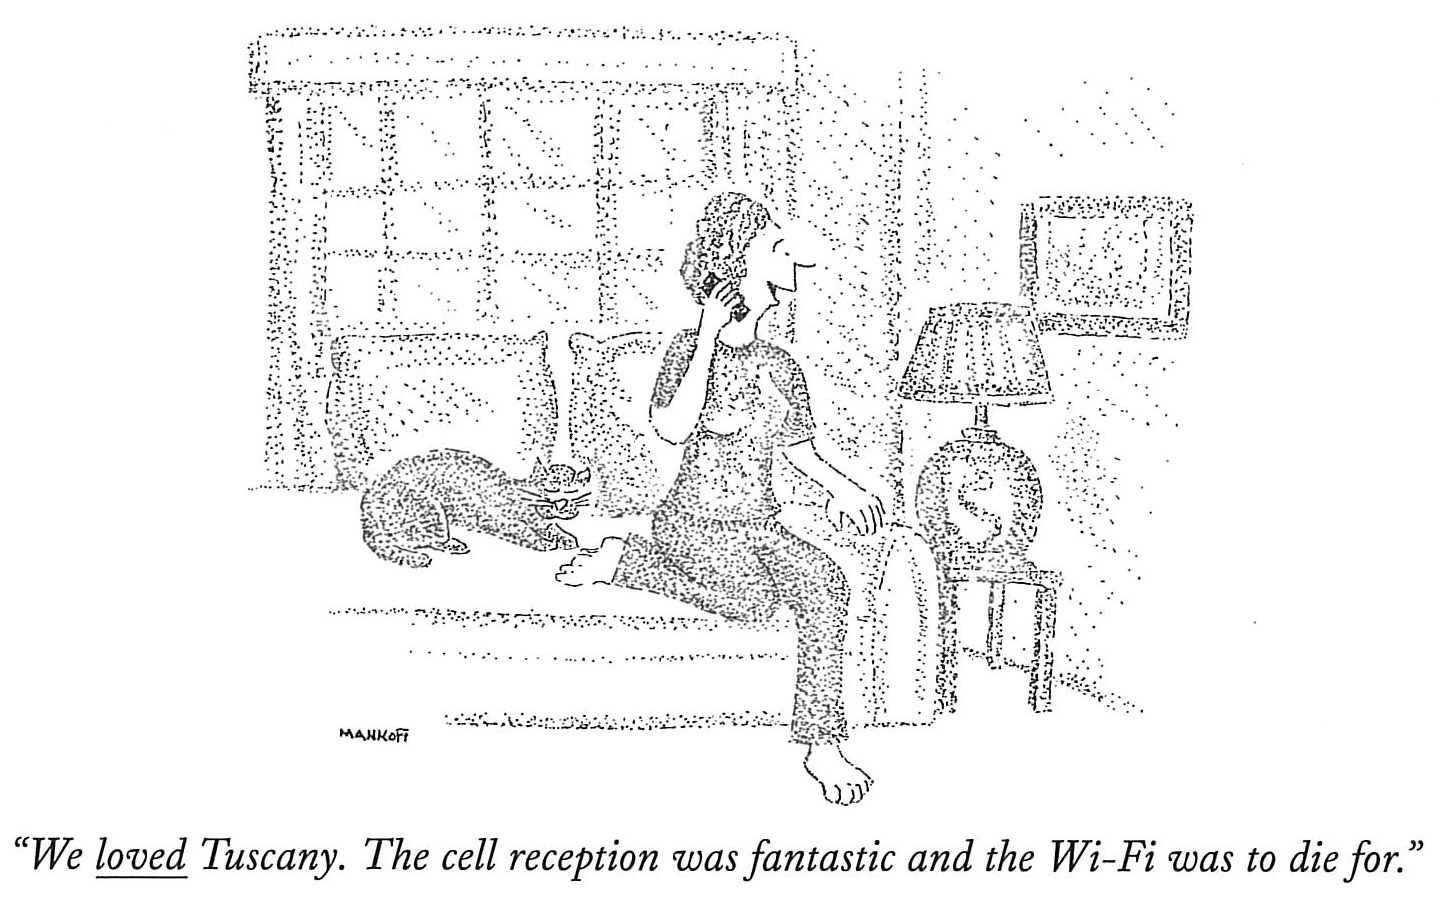 MANKOFF
“We loved Tuscany. The cell reception was fantastic and the Wi-Fi was to die for.”